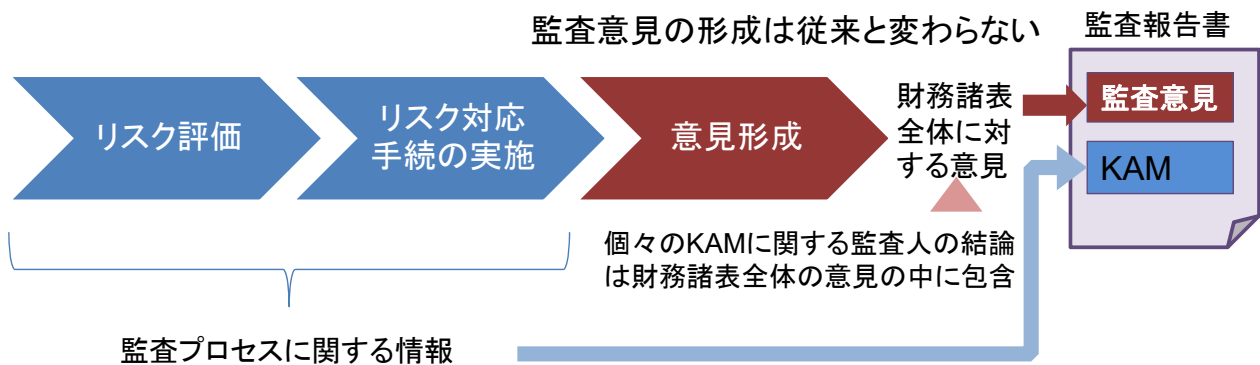 監査意見の形成は従来と変わらない
監査報告書
リスク評価
リスク対応
手続の実施
意見形成
財務諸表
全体に対
する意見
監査意見
KAM
個々のKAMに関する監査人の結論
は財務諸表全体の意見の中に包含
監査プロセスに関する情報